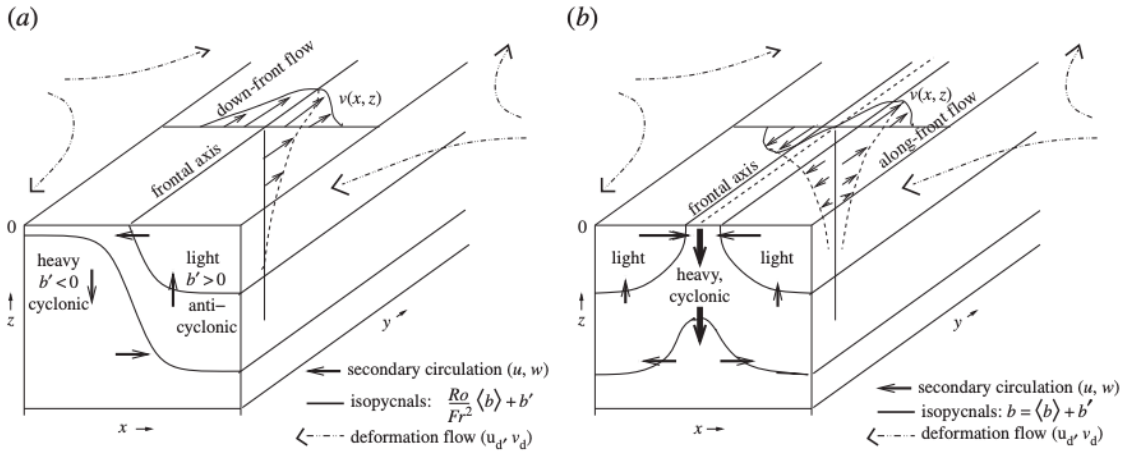 (a)
down-front flow
v(x, z)
frontal axis
0
heavy
b′ < 0
cyclonic
light
b′ > 0
anti–
cyclonic
z
y
x
secondary circulation (u, w)
isopycnals: Ro/Fr² ⟨b⟩ + b′
deformation flow (u_d, v_d)
(b)
v(x, z)
along-front flow
frontal axis
0
light
heavy,
cyclonic
light
z
y
x
secondary circulation (u, w)
isopycnals: b = ⟨b⟩ + b′
deformation flow (u_d, v_d)